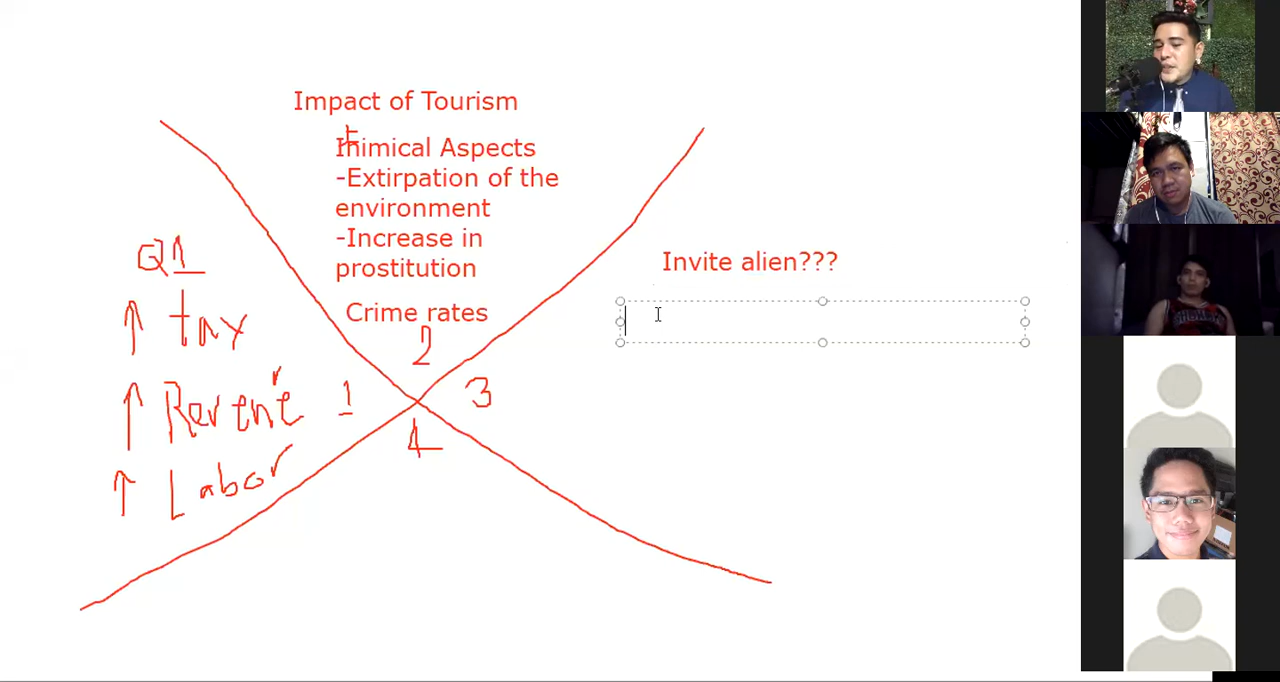 Impact of Tourism
+
Inimical Aspects
-Extirpation of the
environment
-Increase in
prostitution
Crime rates
Q1
↑ tax
↑
↑ Labor
1
2
3
4
Invite alien???